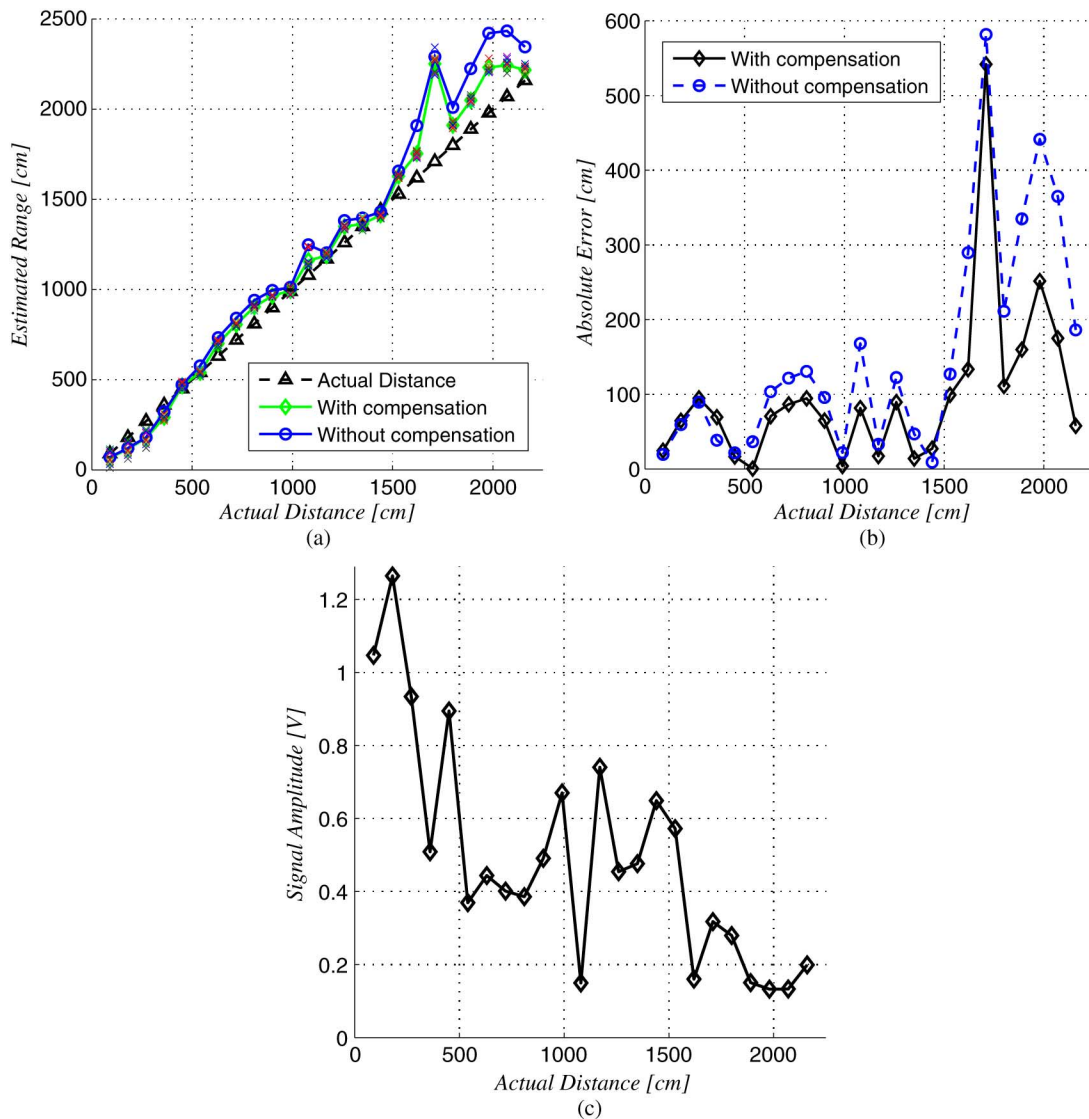 2500
2000
1500
1000
500
0
Estimated Range [cm]
Actual Distance
With compensation
Without compensation
0 500 1000 1500 2000
Actual Distance [cm]
(a)
600
500
400
300
200
100
0
Absolute Error [cm]
With compensation
Without compensation
0 500 1000 1500 2000
Actual Distance [cm]
(b)
1.2
1
0.8
0.6
0.4
0.2
0
Signal Amplitude [V]
0 500 1000 1500 2000
Actual Distance [cm]
(c)